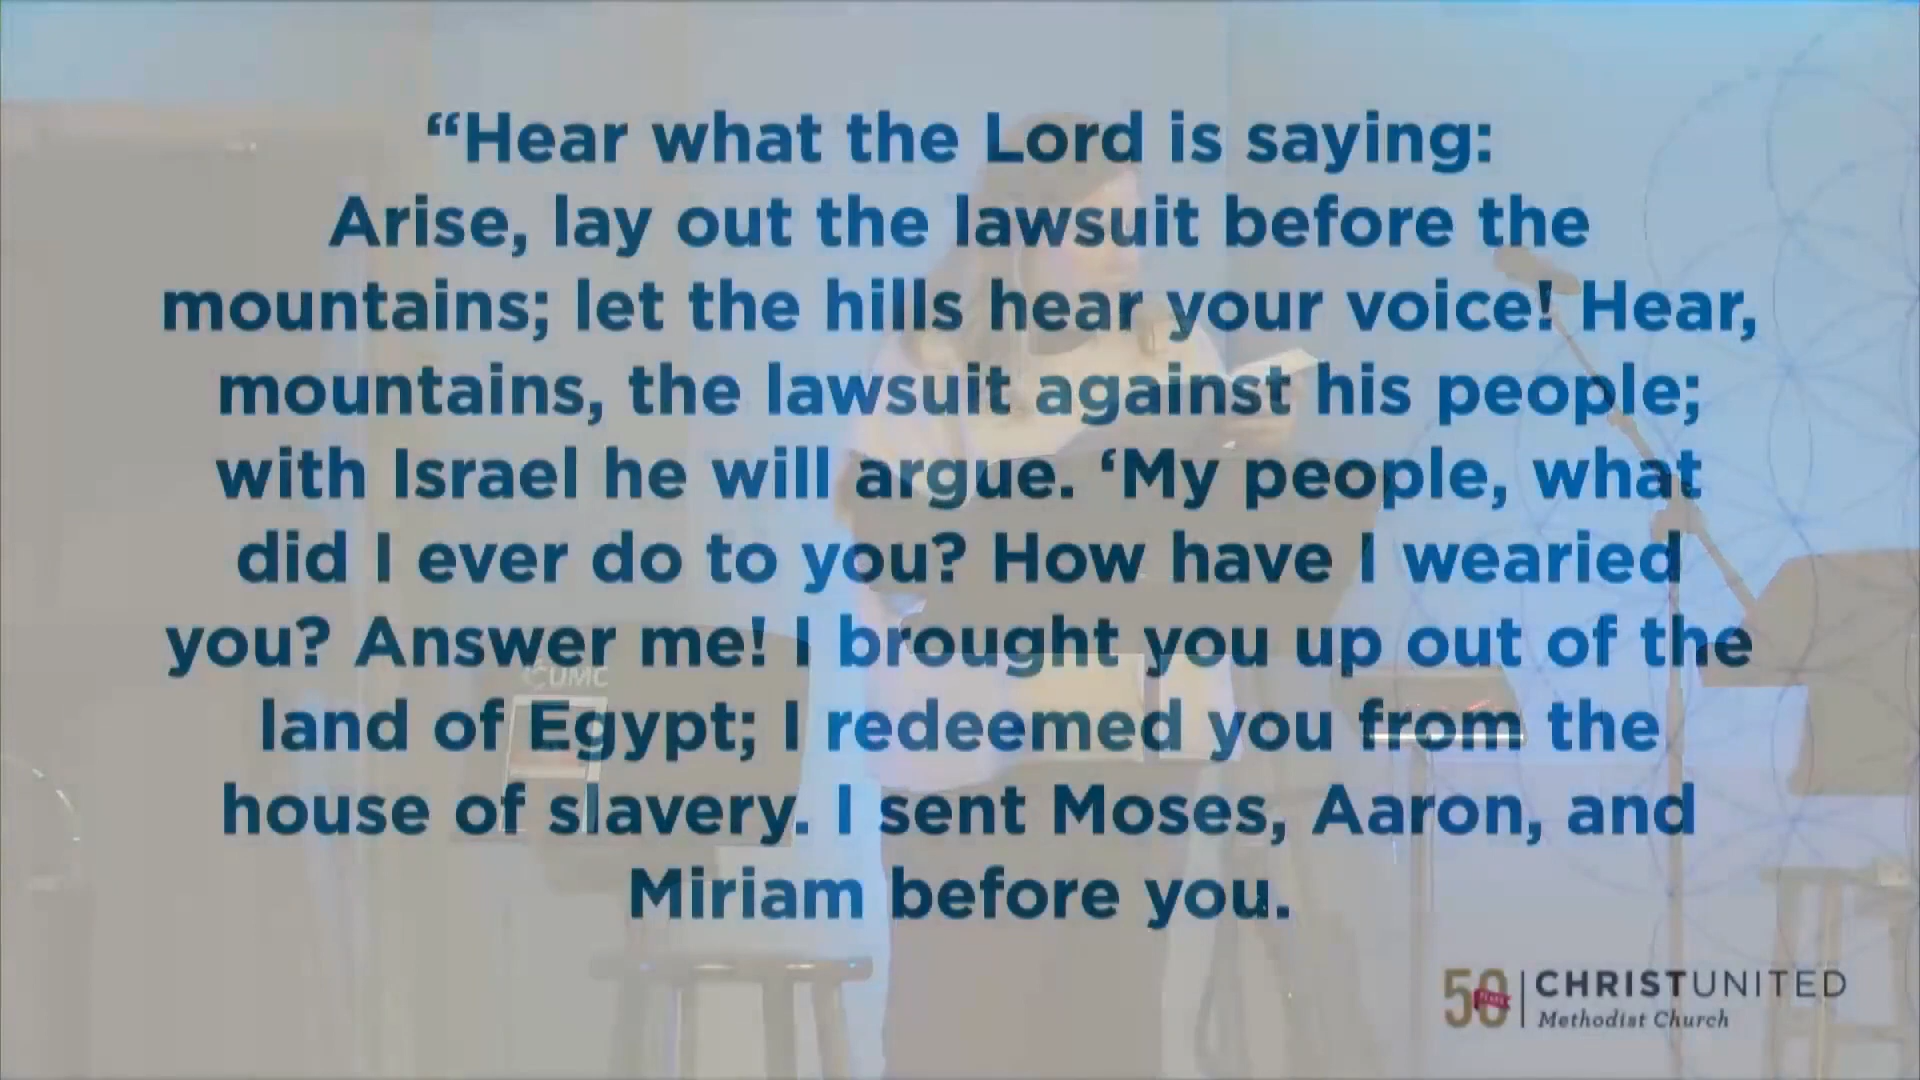 “Hear what the Lord is saying:
Arise, lay out the lawsuit before the
mountains; let the hills hear your voice! Hear,
mountains, the lawsuit against his people;
with Israel he will argue. ‘My people, what
did I ever do to you? How have I wearied
you? Answer me! I brought you up out of the
land of Egypt; I redeemed you from the
house of slavery. I sent Moses, Aaron, and
Miriam before you.
UMC
50 YEARS
CHRISTUNITED
Methodist Church